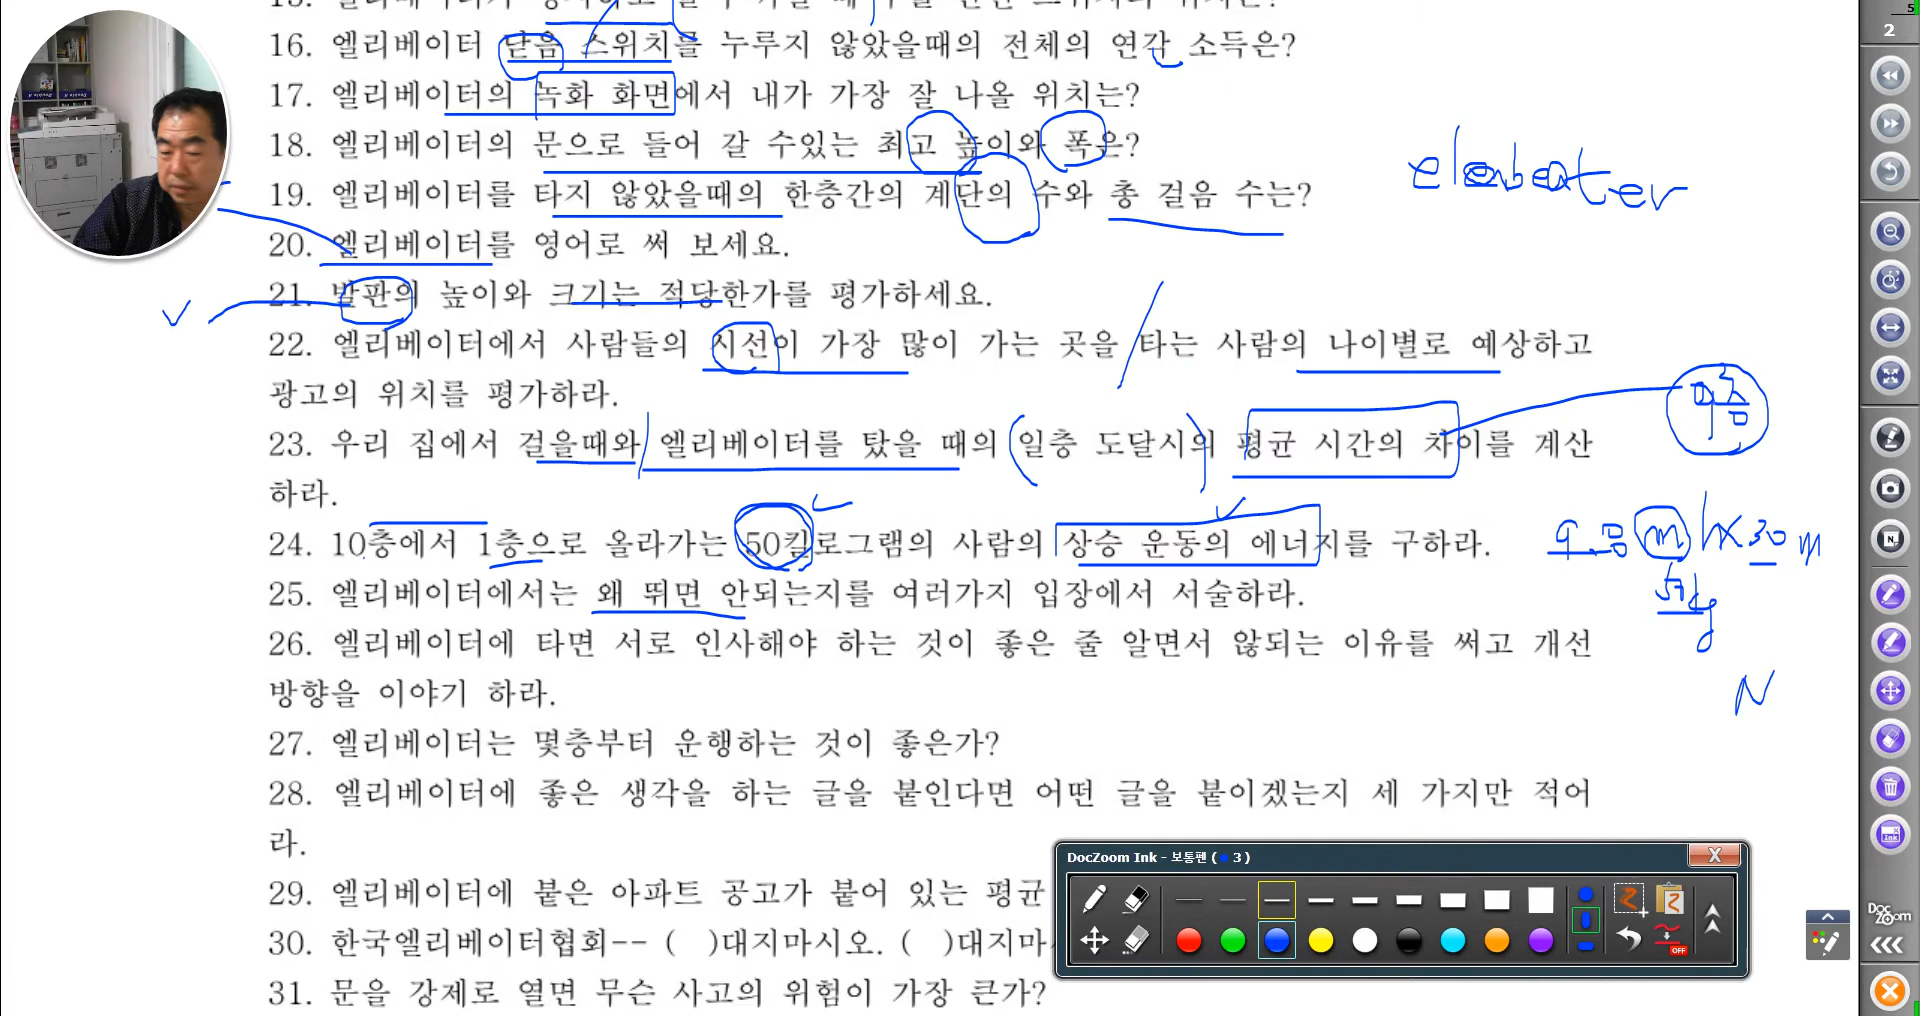 16. 엘리베이터 닫음 스위치를 누루지 않았을때의 전체의 연간 소득은?
17. 엘리베이터의 녹화 화면에서 내가 가장 잘 나올 위치는?
18. 엘리베이터의 문으로 들어 갈 수있는 최고 높이와 폭은?
19. 엘리베이터를 타지 않았을때의 한층간의 계단의 수와 총 걸음 수는?
20. 엘리베이터를 영어로 써 보세요.
21. 발판의 높이와 크기는 적당한가를 평가하세요.
22. 엘리베이터에서 사람들의 시선이 가장 많이 가는 곳을 타는 사람의 나이별로 예상하고
광고의 위치를 평가하라.
23. 우리 집에서 걸을때와 엘리베이터를 탔을 때의 일층 도달시의 평균 시간의 차이를 계산
하라.
24. 10층에서 1층으로 올라가는 50킬로그램의 사람의 상승 운동의 에너지를 구하라.
25. 엘리베이터에서는 왜 뛰면 안되는지를 여러가지 입장에서 서술하라.
26. 엘리베이터에 타면 서로 인사해야 하는 것이 좋은 줄 알면서 않되는 이유를 써고 개선
방향을 이야기 하라.
27. 엘리베이터는 몇층부터 운행하는 것이 좋은가?
28. 엘리베이터에 좋은 생각을 하는 글을 붙인다면 어떤 글을 붙이겠는지 세 가지만 적어
라.
29. 엘리베이터에 붙은 아파트 공고가 붙어 있는 평균
30. 한국엘리베이터협회-- ( )대지마시오. ( )대지마
31. 문을 강제로 열면 무슨 사고의 위험이 가장 큰가?
N
DocZoom Ink - 보통펜 ( 3 )
X
OFF
5
2
N
Ink
Doc
Zoom